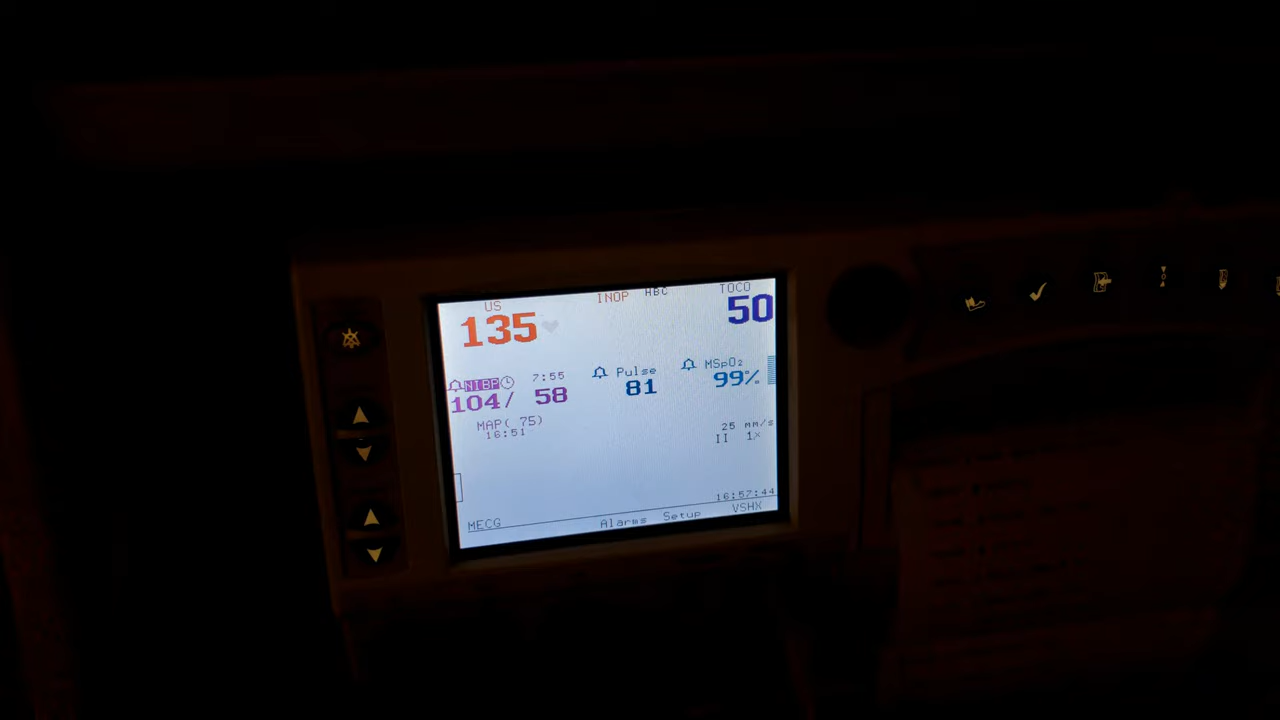 US INOP HBC TOCO
135 50
NIBP 7:55 Pulse MSpO₂
104/ 58 81 99%
MAP( 75)
16:51
25 mm/s
II 1x
16:57:44
MECG Alarms Setup VSHX